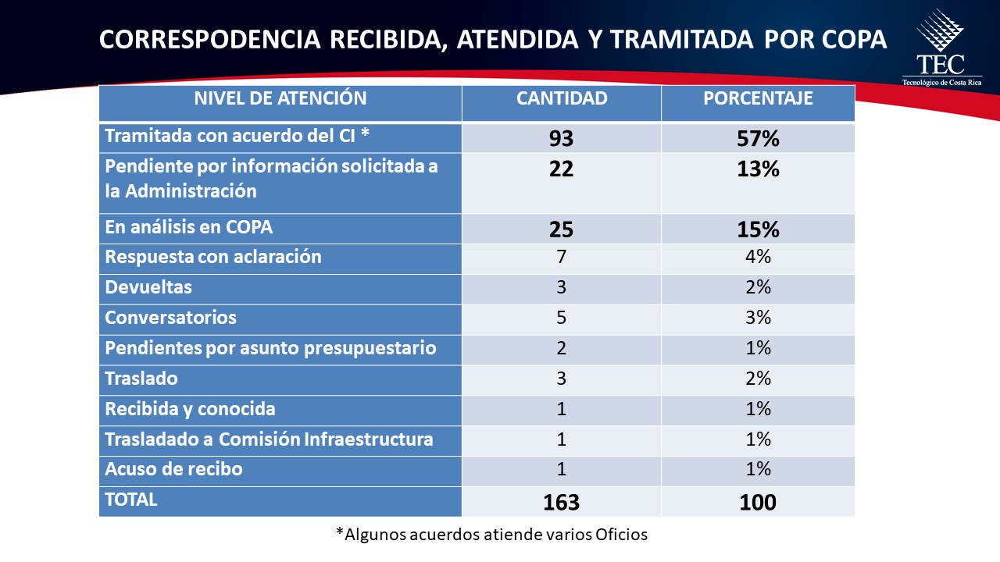 CORRESPODENCIA RECIBIDA, ATENDIDA Y TRAMITADA POR COPA
TEC
Tecnológico de Costa Rica
NIVEL DE ATENCIÓN CANTIDAD PORCENTAJE
Tramitada con acuerdo del CI * 93 57%
Pendiente por información solicitada a 22 13%
la Administración
En análisis en COPA 25 15%
Respuesta con aclaración 7 4%
Devueltas 3 2%
Conversatorios 5 3%
Pendientes por asunto presupuestario 2 1%
Traslado 3 2%
Recibida y conocida 1 1%
Trasladado a Comisión Infraestructura 1 1%
Acuso de recibo 1 1%
TOTAL 163 100
*Algunos acuerdos atiende varios Oficios